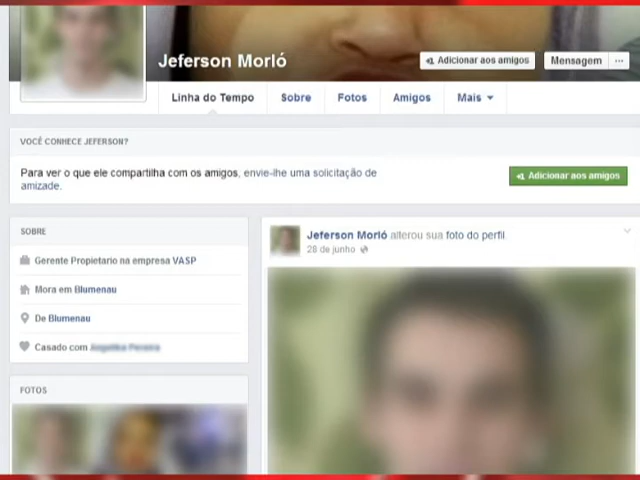 Jeferson Morló
Adicionar aos amigos
Mensagem ...
Linha do Tempo Sobre Fotos Amigos Mais
VOCÊ CONHECE JEFERSON?
Para ver o que ele compartilha com os amigos, envie-lhe uma solicitação de
amizade.
Adicionar aos amigos
SOBRE
Gerente Propietario na empresa VASP
Mora em Blumenau
De Blumenau
Casado com
FOTOS
Jeferson Morló alterou sua foto do perfil
28 de junho